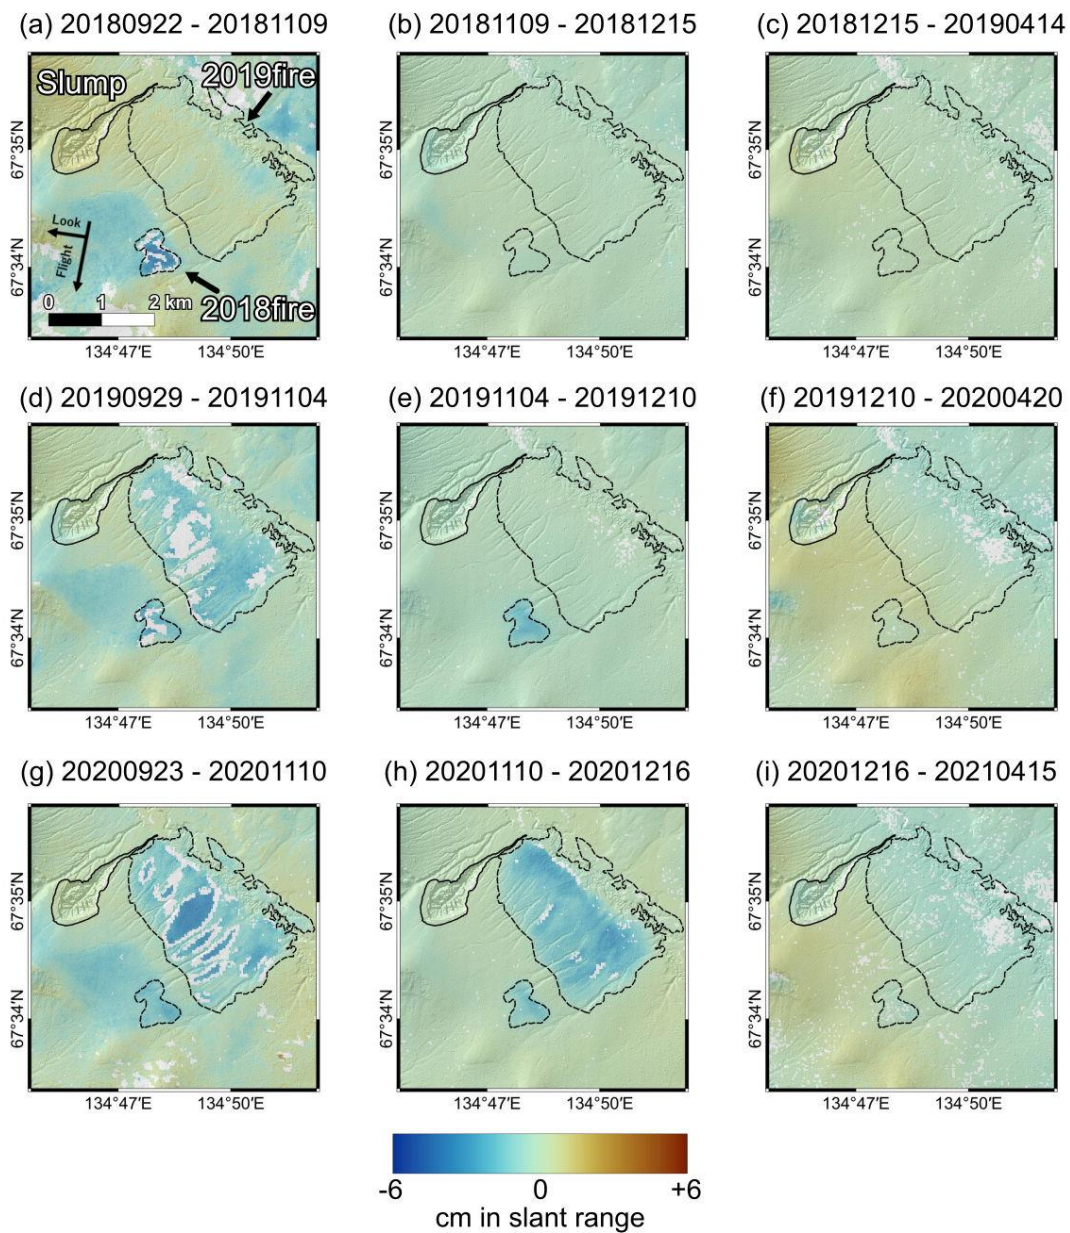 (a) 20180922 - 20181109
(b) 20181109 - 20181215
(c) 20181215 - 20190414
Slump
2019fire
67°35'N
Look
Flight
67°34'N
2018fire
0 1 2 km
134°47'E 134°50'E
67°35'N
67°34'N
134°47'E 134°50'E
67°35'N
67°34'N
134°47'E 134°50'E
(d) 20190929 - 20191104
(e) 20191104 - 20191210
(f) 20191210 - 20200420
67°35'N
67°34'N
134°47'E 134°50'E
67°35'N
67°34'N
134°47'E 134°50'E
67°35'N
67°34'N
134°47'E 134°50'E
(g) 20200923 - 20201110
(h) 20201110 - 20201216
(i) 20201216 - 20210415
67°35'N
67°34'N
134°47'E 134°50'E
67°35'N
67°34'N
134°47'E 134°50'E
67°35'N
67°34'N
134°47'E 134°50'E
-6 0 +6
cm in slant range